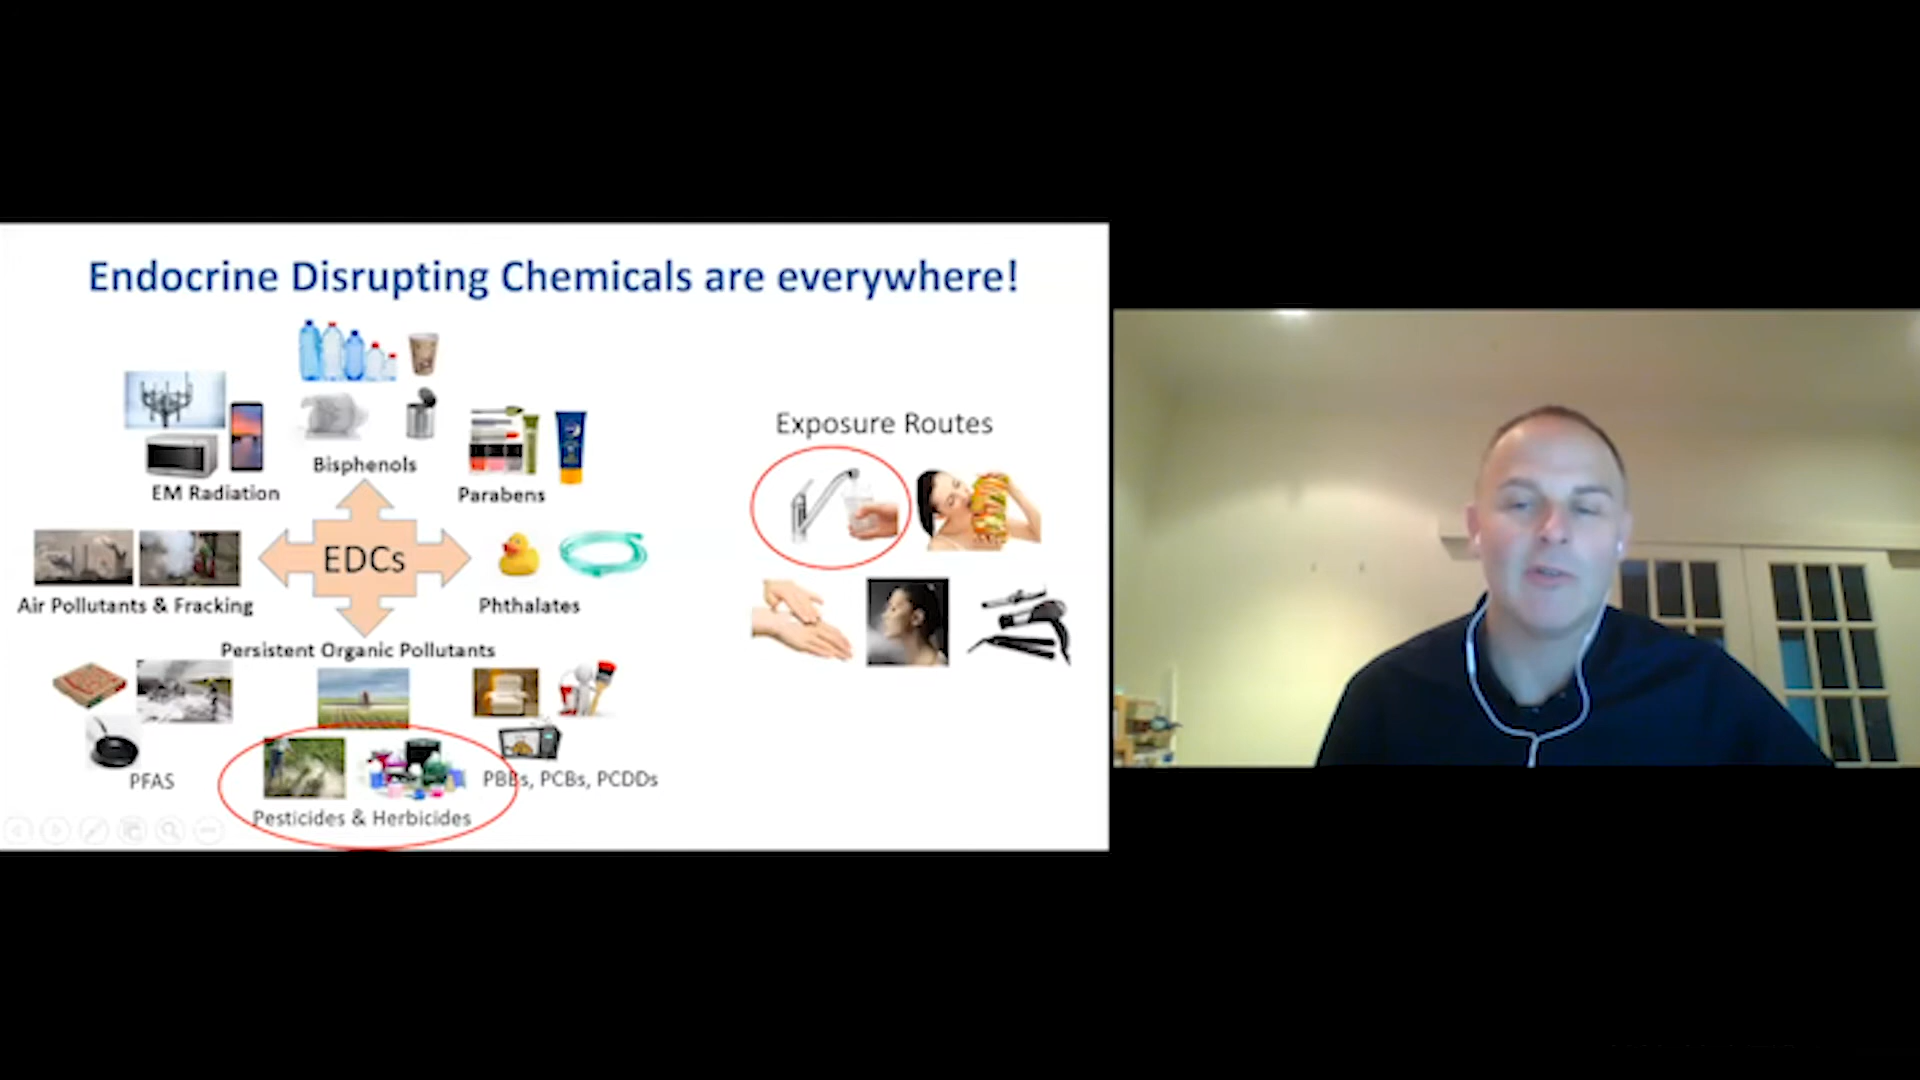 Endocrine Disrupting Chemicals are everywhere!
Bisphenols
EM Radiation
Parabens
Exposure Routes
EDCs
Air Pollutants & Fracking
Phthalates
Persistent Organic Pollutants
PFAS
PBBs, PCBs, PCDDs
Pesticides & Herbicides